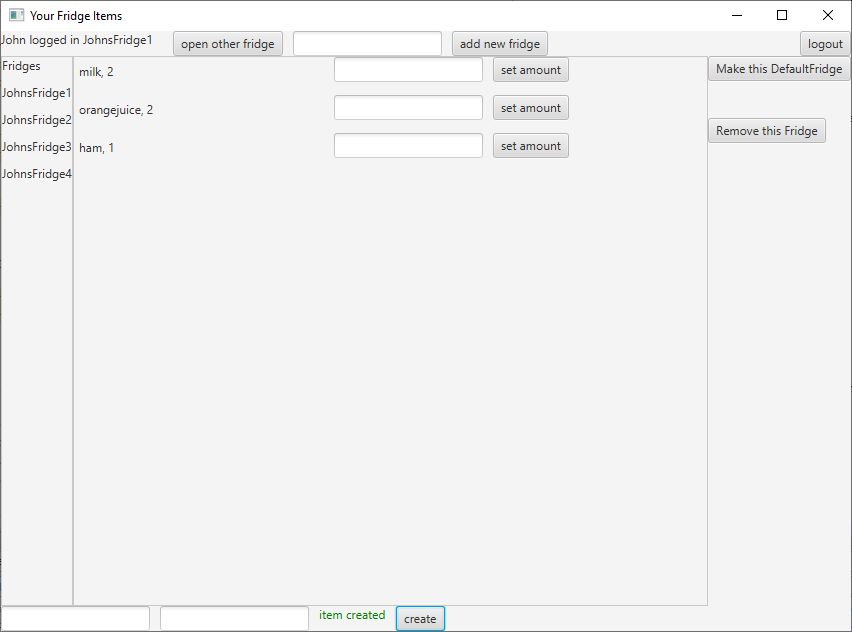 Your Fridge Items
John logged in JohnsFridge1 open other fridge add new fridge logout
Fridges
JohnsFridge1
JohnsFridge2
JohnsFridge3
JohnsFridge4
milk, 2 set amount
orangejuice, 2 set amount
ham, 1 set amount
Make this DefaultFridge
Remove this Fridge
item created create